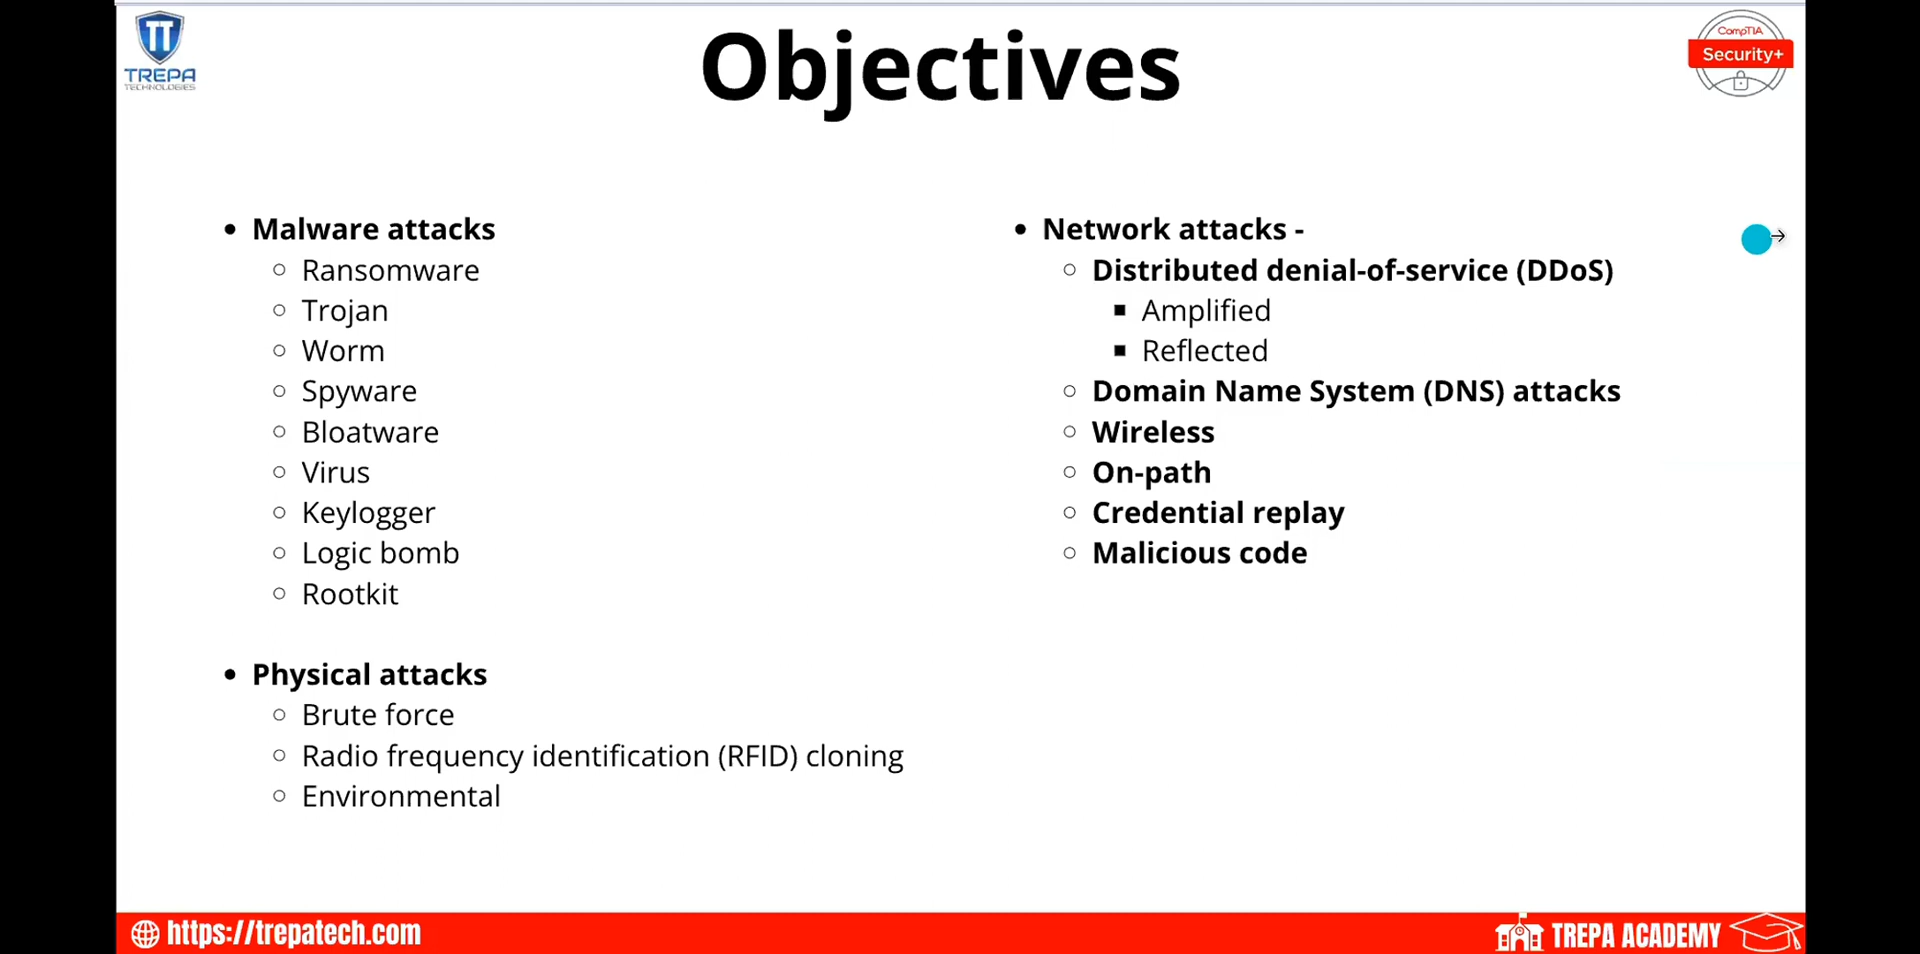 TREPA
TECHNOLOGIES
Objectives
CompTIA
Security+
• Malware attacks
○ Ransomware
○ Trojan
○ Worm
○ Spyware
○ Bloatware
○ Virus
○ Keylogger
○ Logic bomb
○ Rootkit
• Physical attacks
○ Brute force
○ Radio frequency identification (RFID) cloning
○ Environmental
• Network attacks -
○ Distributed denial-of-service (DDoS)
▪ Amplified
▪ Reflected
○ Domain Name System (DNS) attacks
○ Wireless
○ On-path
○ Credential replay
○ Malicious code
https://trepatech.com
TREPA ACADEMY